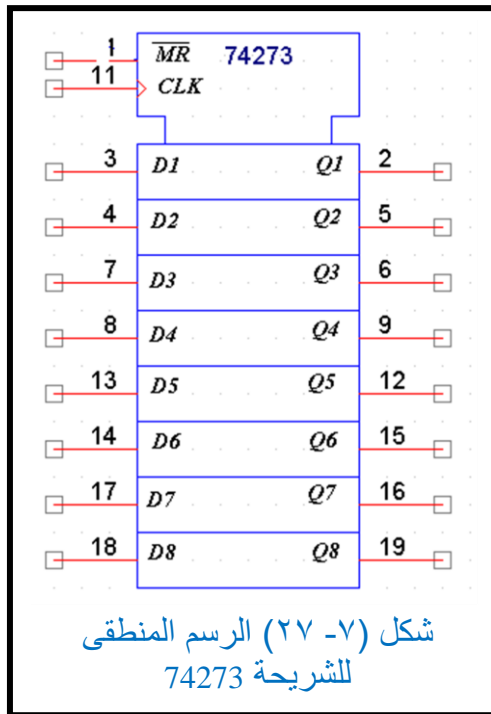 1 MR 74273
11 CLK
3 D1 Q1 2
4 D2 Q2 5
7 D3 Q3 6
8 D4 Q4 9
13 D5 Q5 12
14 D6 Q6 15
17 D7 Q7 16
18 D8 Q8 19
شكل (٧- ٢٧) الرسم المنطقى
للشريحة 74273